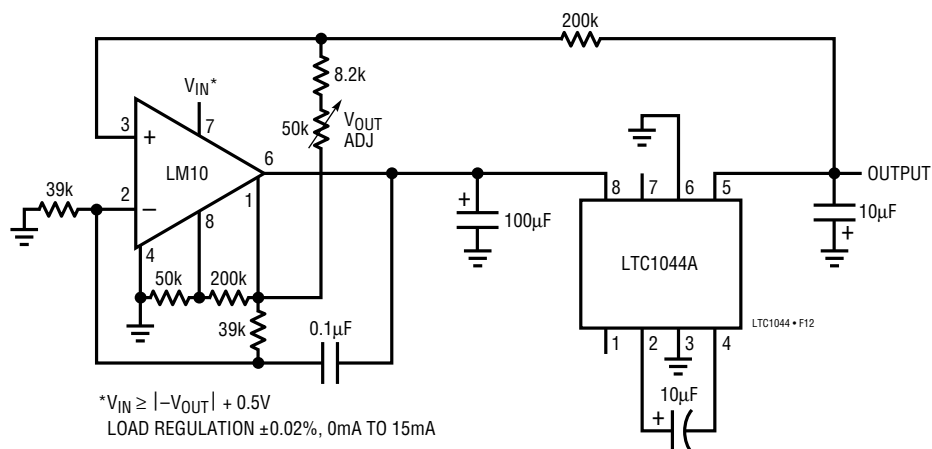 200k
8.2k
VIN*
50k
VOUT
ADJ
3
+
7
LM10
6
39k
2
–
1
8
4
50k
200k
39k
0.1µF
+
100µF
8
7
6
5
OUTPUT
10µF
+
LTC1044A
LTC1044 • F12
1
2
3
4
10µF
+
*VIN ≥ |–VOUT| + 0.5V
LOAD REGULATION ±0.02%, 0mA TO 15mA